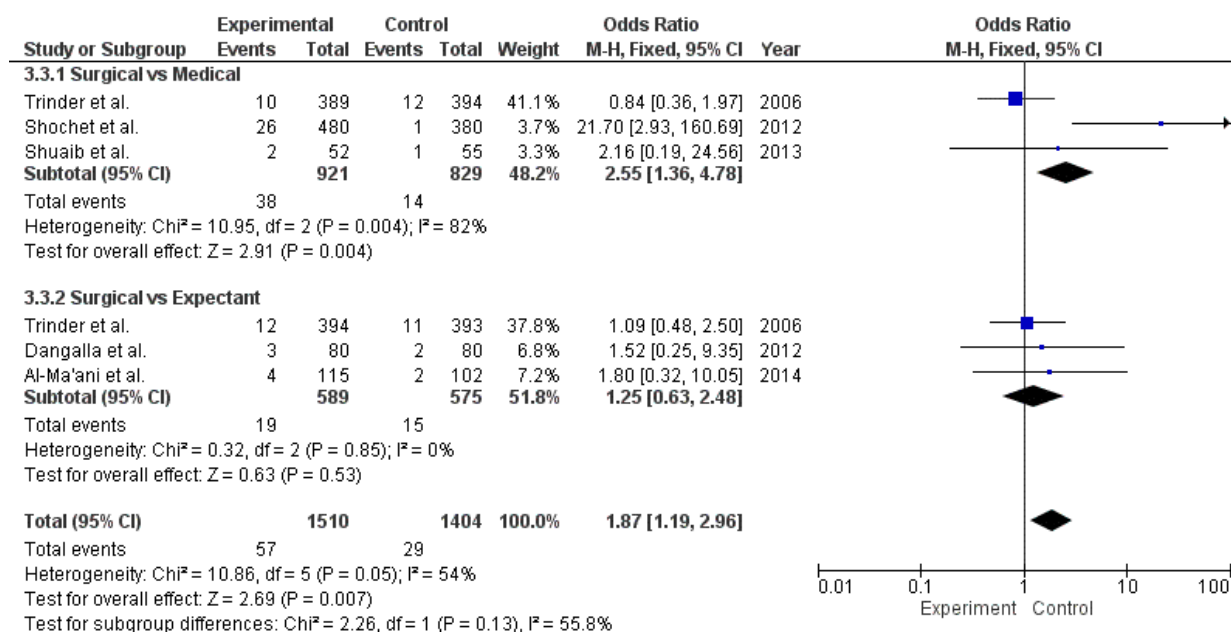 Experimental Control Odds Ratio Odds Ratio
Study or Subgroup Events Total Events Total Weight M-H, Fixed, 95% CI Year M-H, Fixed, 95% CI
3.3.1 Surgical vs Medical
Trinder et al. 10 389 12 394 41.1% 0.84 [0.36, 1.97] 2006
Shochet et al. 26 480 1 380 3.7% 21.70 [2.93, 160.69] 2012
Shuaib et al. 2 52 1 55 3.3% 2.16 [0.19, 24.56] 2013
Subtotal (95% CI) 921 829 48.2% 2.55 [1.36, 4.78]
Total events 38 14
Heterogeneity: Chi² = 10.95, df = 2 (P = 0.004); I² = 82%
Test for overall effect: Z = 2.91 (P = 0.004)
3.3.2 Surgical vs Expectant
Trinder et al. 12 394 11 393 37.8% 1.09 [0.48, 2.50] 2006
Dangalla et al. 3 80 2 80 6.8% 1.52 [0.25, 9.35] 2012
Al-Ma'ani et al. 4 115 2 102 7.2% 1.80 [0.32, 10.05] 2014
Subtotal (95% CI) 589 575 51.8% 1.25 [0.63, 2.48]
Total events 19 15
Heterogeneity: Chi² = 0.32, df = 2 (P = 0.85); I² = 0%
Test for overall effect: Z = 0.63 (P = 0.53)
Total (95% CI) 1510 1404 100.0% 1.87 [1.19, 2.96]
Total events 57 29
Heterogeneity: Chi² = 10.86, df = 5 (P = 0.05); I² = 54%
Test for overall effect: Z = 2.69 (P = 0.007)
Test for subgroup differences: Chi² = 2.26, df = 1 (P = 0.13), I² = 55.8%
0.01 0.1 1 10 100
Experiment Control